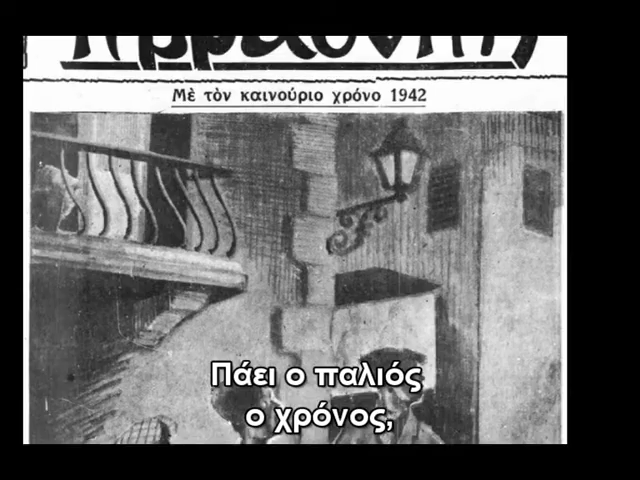 Μὲ τὸν καινούριο χρόνο 1942
Πάει ο παλιός
ο χρόνος,